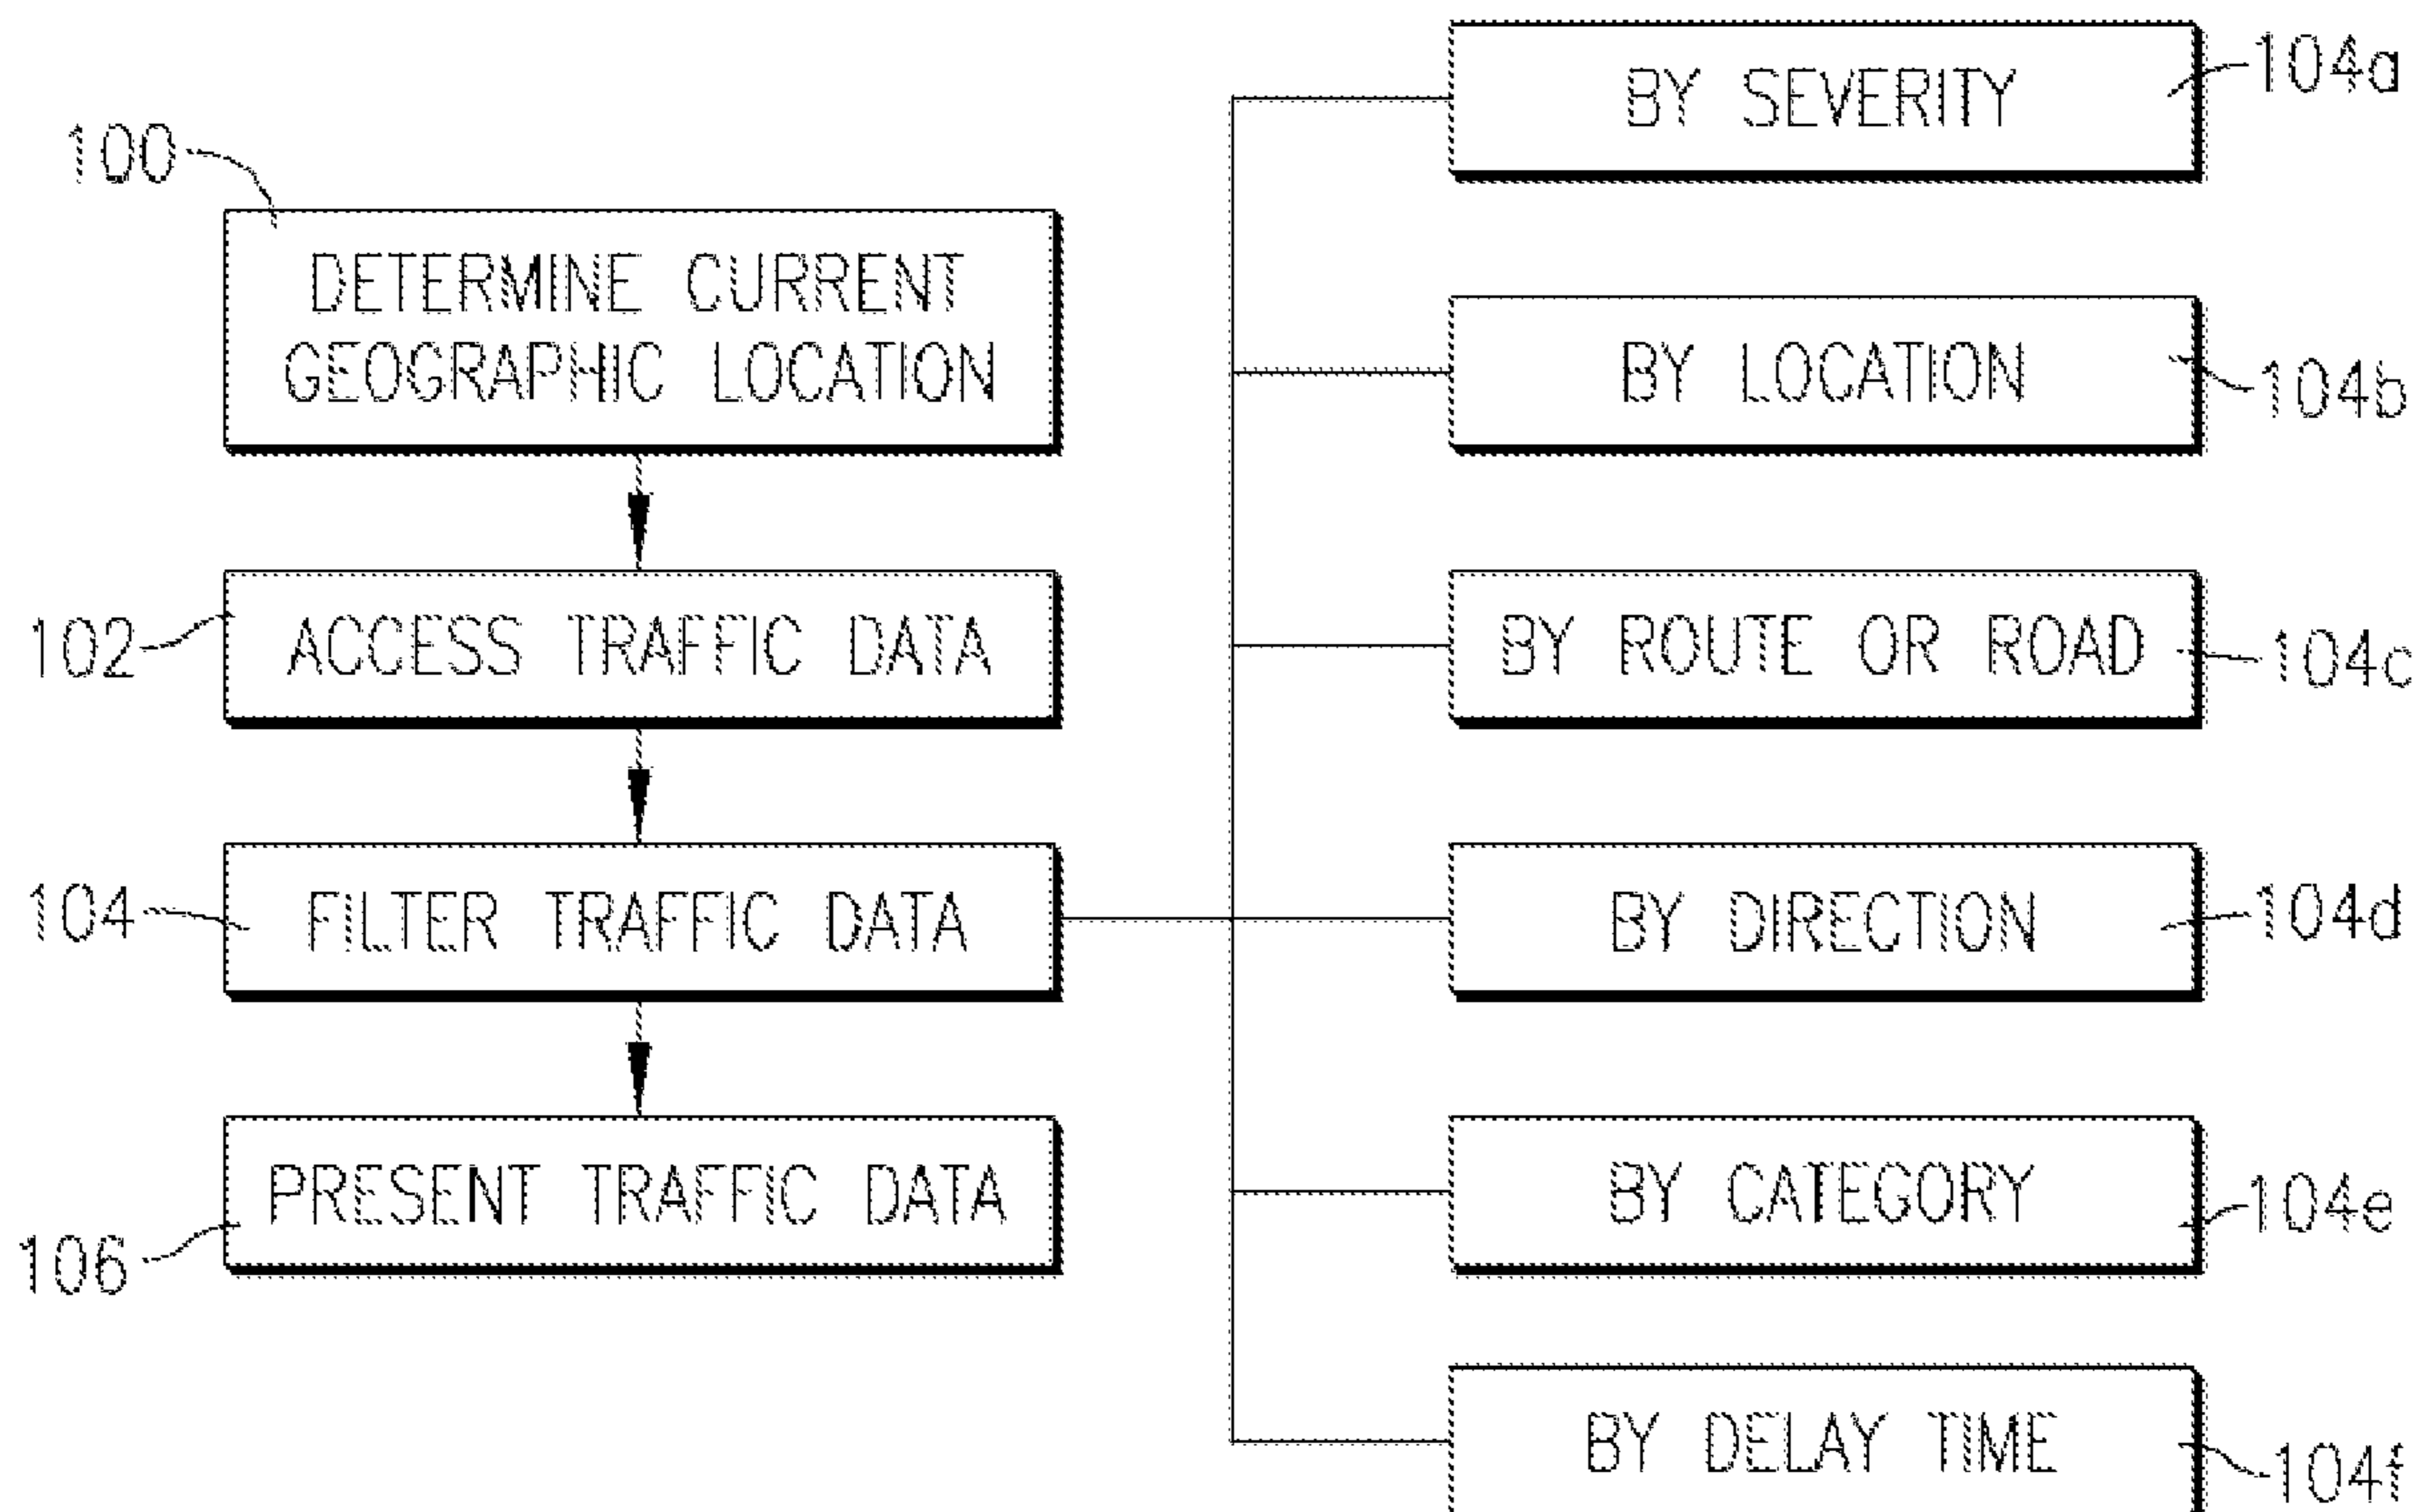 100
DETERMINE CURRENT
GEOGRAPHIC LOCATION
102
ACCESS TRAFFIC DATA
104
FILTER TRAFFIC DATA
106
PRESENT TRAFFIC DATA
BY SEVERITY
104a
BY LOCATION
104b
BY ROUTE OR ROAD
104c
BY DIRECTION
104d
BY CATEGORY
104e
BY DELAY TIME
104f